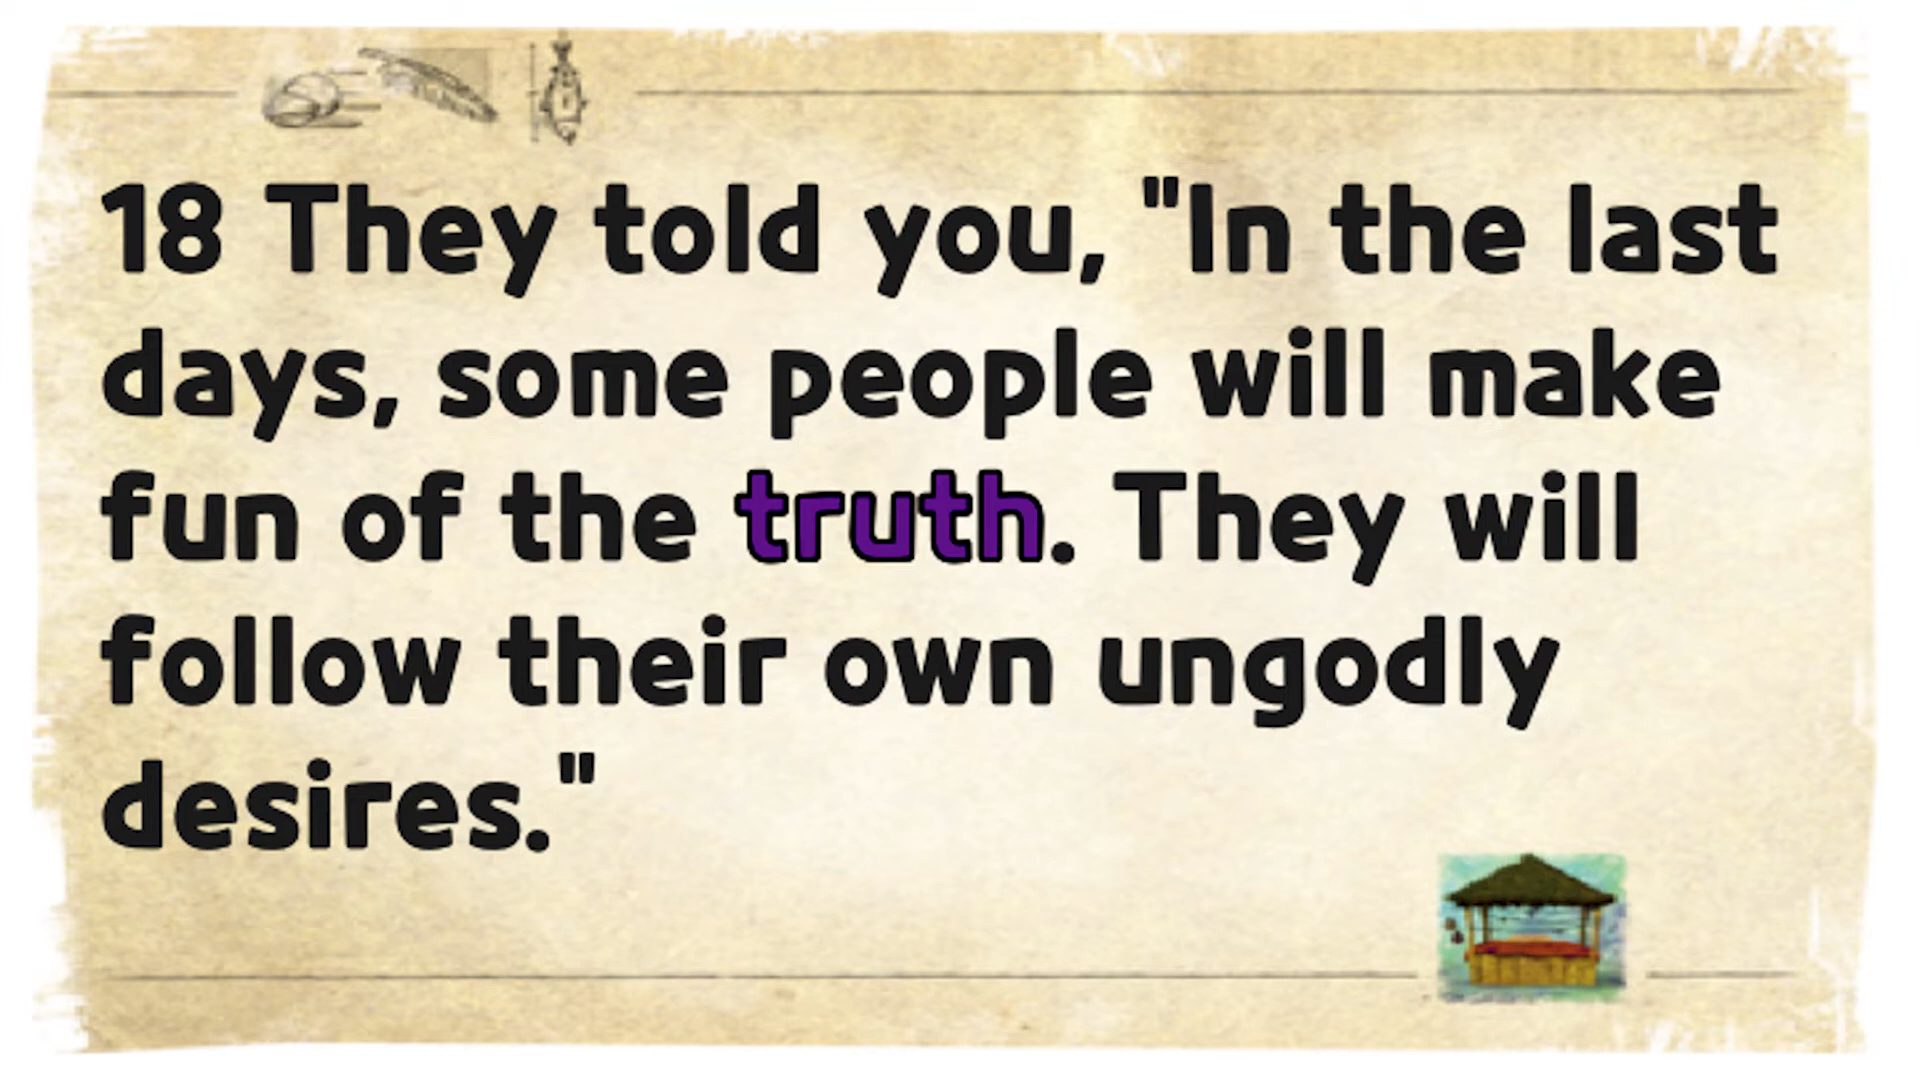 18 They told you, "In the last
days, some people will make
fun of the truth. They will
follow their own ungodly
desires."